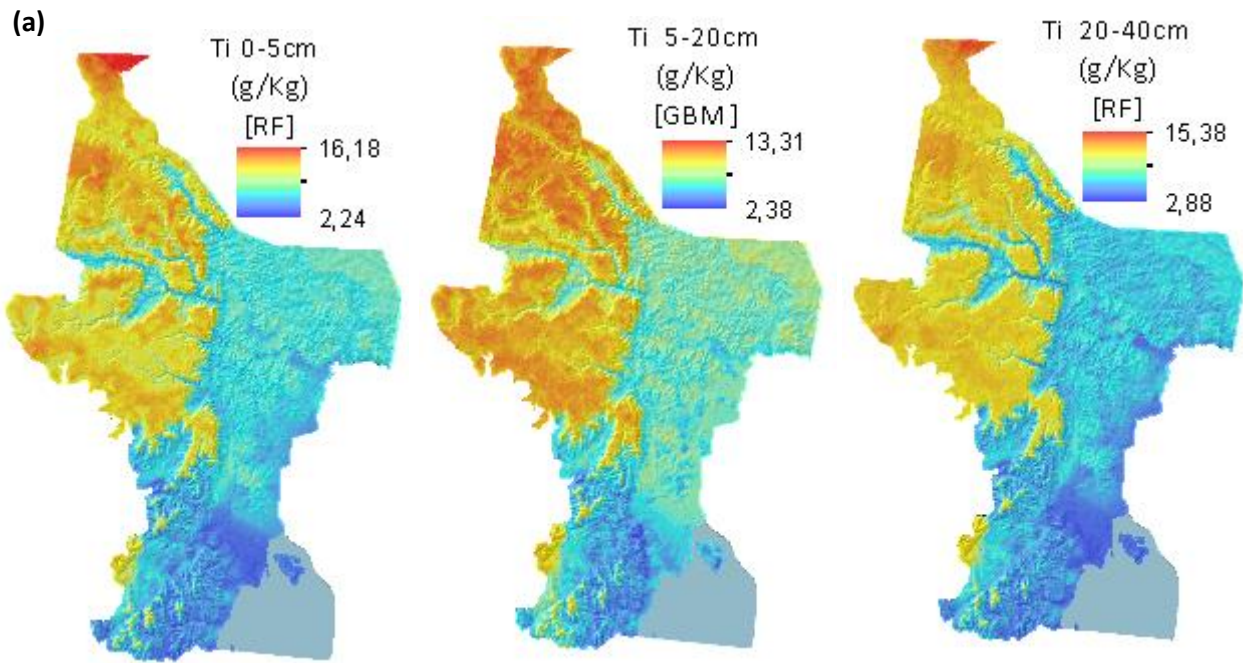 (a)
Ti 0-5cm
(g/Kg)
[RF]
16,18
2,24
Ti 5-20cm
(g/Kg)
[GBM]
13,31
2,38
Ti 20-40cm
(g/Kg)
[RF]
15,38
2,88